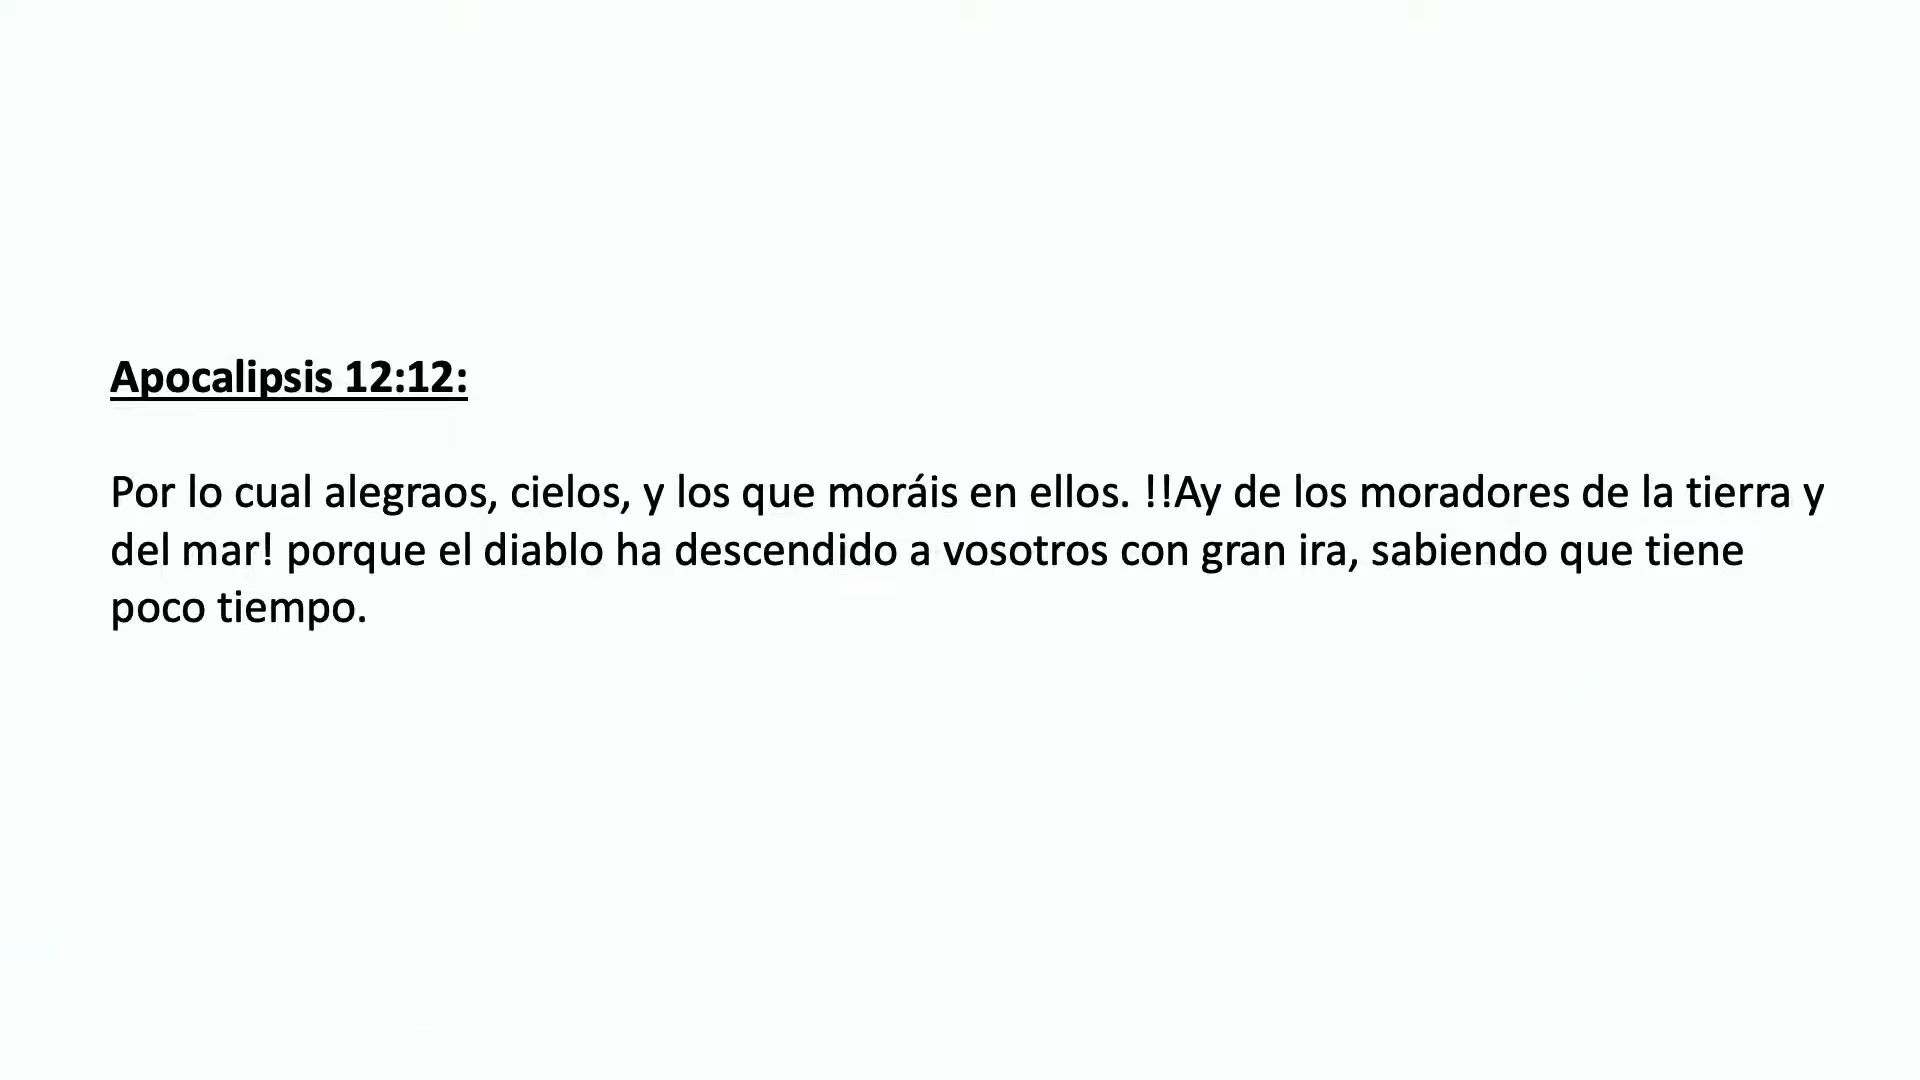 Apocalipsis 12:12:
Por lo cual alegraos, cielos, y los que moráis en ellos. !!Ay de los moradores de la tierra y
del mar! porque el diablo ha descendido a vosotros con gran ira, sabiendo que tiene
poco tiempo.